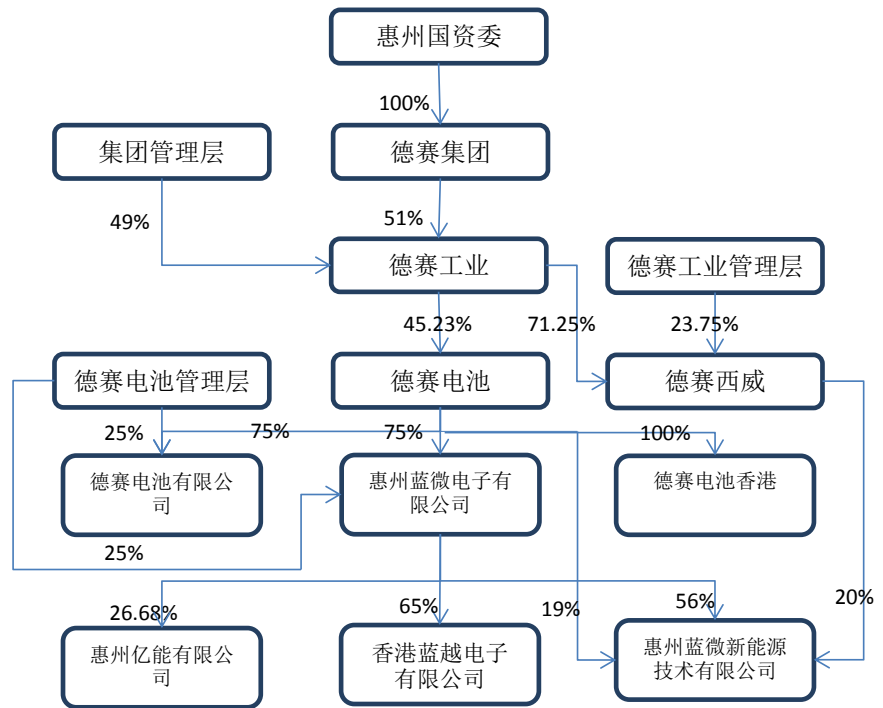 惠州国资委
100%
集团管理层
德赛集团
49%
51%
德赛工业
德赛工业管理层
45.23%
71.25%
23.75%
德赛电池管理层
德赛电池
德赛西威
25%
75%
75%
100%
德赛电池有限公
司
惠州蓝微电子有
限公司
德赛电池香港
25%
26.68%
65%
19%
56%
20%
惠州亿能有限公
司
香港蓝越电子
有限公司
惠州蓝微新能源
技术有限公司